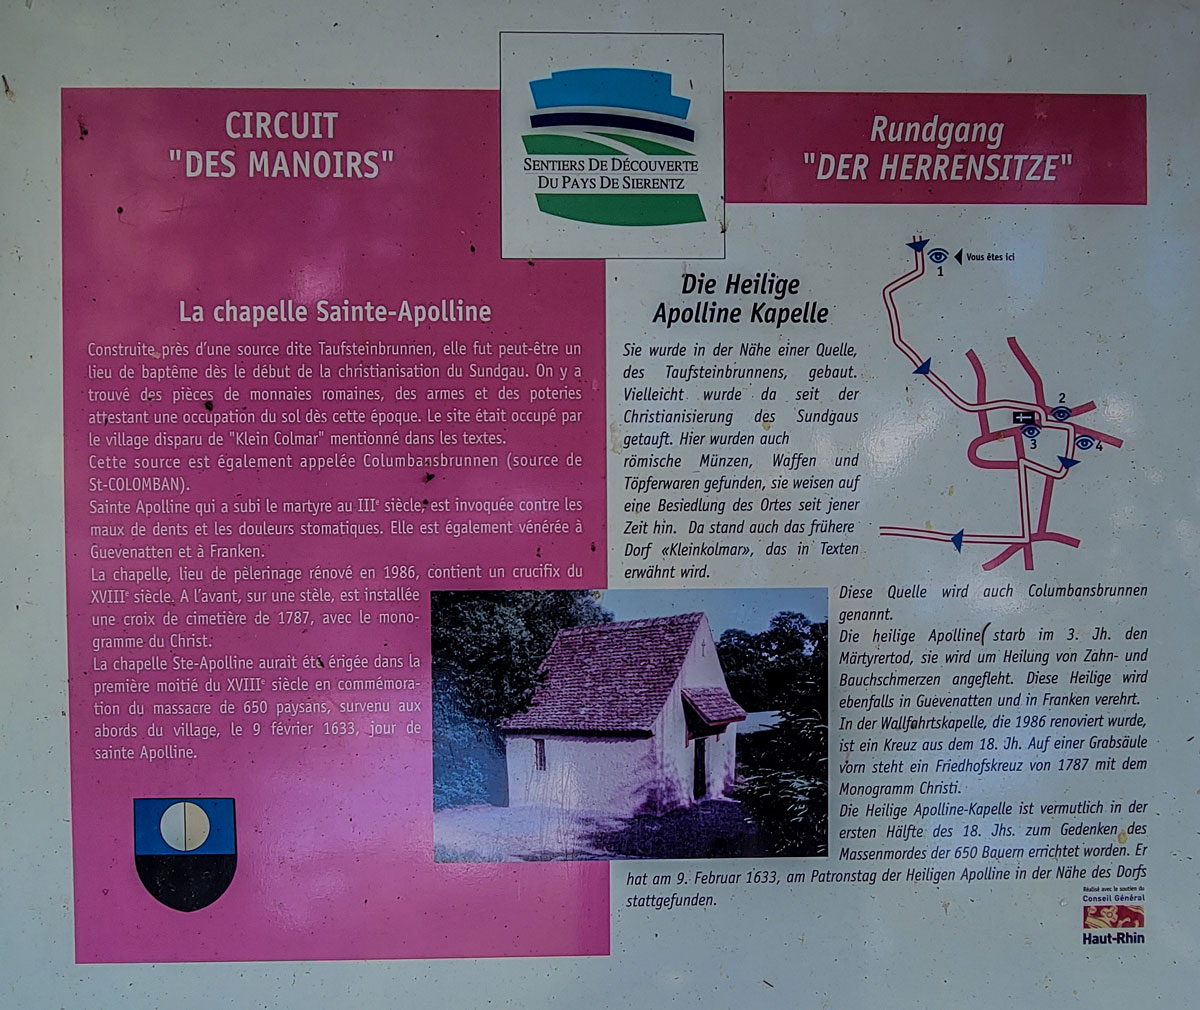 CIRCUIT
"DES MANOIRS"
SENTIERS DE DÉCOUVERTE
DU PAYS DE SIERENTZ
Rundgang
"DER HERRENSITZE"
La chapelle Sainte-Apolline
Construite près d'une source dite Taufsteinbrunnen, elle fut peut-être un
lieu de baptême dès le début de la christianisation du Sundgau. On y a
trouvé des pièces de monnaies romaines, des armes et des poteries
attestant une occupation du sol dès cette époque. Le site était occupé par
le village disparu de "Klein Colmar" mentionné dans les textes.
Cette source est également appelée Columbansbrunnen (source de
St-COLOMBAN).
Sainte Apolline qui a subi le martyre au IIIe siècle, est invoquée contre les
maux de dents et les douleurs stomatiques. Elle est également vénérée à
Guevenatten et à Franken.
La chapelle, lieu de pèlerinage rénové en 1986, contient un crucifix du
XVIIIe siècle. A l'avant, sur une stèle, est installée
une croix de cimetière de 1787, avec le mono-
gramme du Christ.
La chapelle Ste-Apolline aurait été érigée dans la
première moitié du XVIIIe siècle en commémora-
tion du massacre de 650 paysans, survenu aux
abords du village, le 9 février 1633, jour de
sainte Apolline.
Die Heilige
Apolline Kapelle
Sie wurde in der Nähe einer Quelle,
des Taufsteinbrunnens, gebaut.
Vielleicht wurde da seit der
Christianisierung des Sundgaus
getauft. Hier wurden auch
römische Münzen, Waffen und
Töpferwaren gefunden, sie weisen auf
eine Besiedlung des Ortes seit jener
Zeit hin. Da stand auch das frühere
Dorf «Kleinkolmar», das in Texten
erwähnt wird.
Diese Quelle wird auch Columbansbrunnen
genannt.
Die heilige Apolline starb im 3. Jh. den
Märtyrertod, sie wird um Heilung von Zahn- und
Bauchschmerzen angefleht. Diese Heilige wird
ebenfalls in Guevenatten und in Franken verehrt.
In der Wallfahrtskapelle, die 1986 renoviert wurde,
ist ein Kreuz aus dem 18. Jh. Auf einer Grabsäule
vorn steht ein Friedhofskreuz von 1787 mit dem
Monogramm Christi.
Die Heilige Apolline-Kapelle ist vermutlich in der
ersten Hälfte des 18. Jhs. zum Gedenken des
Massenmordes der 650 Bauern errichtet worden. Er
hat am 9. Februar 1633, am Patronstag der Heiligen Apolline in der Nähe des Dorfs
stattgefunden.
Vous êtes ici
1
2
3
4
Réalisé avec le soutien du
Conseil Général
Haut-Rhin